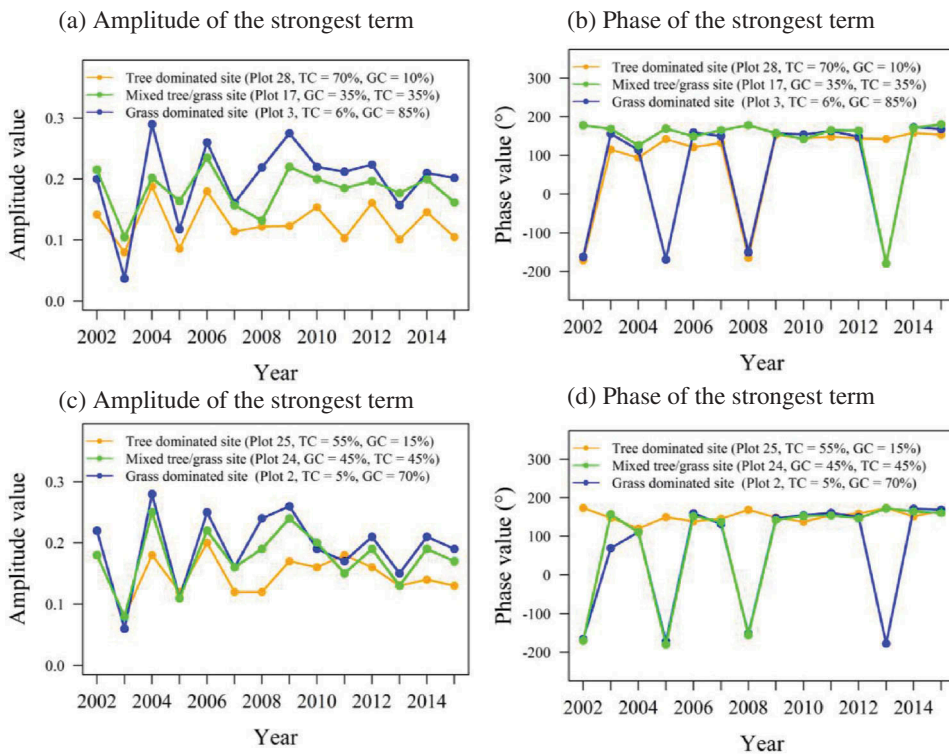 (a) Amplitude of the strongest term
Tree dominated site (Plot 28, TC = 70%, GC = 10%)
Mixed tree/grass site (Plot 17, GC = 35%, TC = 35%)
Grass dominated site (Plot 3, TC = 6%, GC = 85%)
Amplitude value
0.3
0.2
0.1
0.0
2002 2004 2006 2008 2010 2012 2014
Year
(b) Phase of the strongest term
Tree dominated site (Plot 28, TC = 70%, GC = 10%)
Mixed tree/grass site (Plot 17, GC = 35%, TC = 35%)
Grass dominated site (Plot 3, TC = 6%, GC = 85%)
Phase value (°)
300
200
100
0
-100
-200
2002 2004 2006 2008 2010 2012 2014
Year
(c) Amplitude of the strongest term
Tree dominated site (Plot 25, TC = 55%, GC = 15%)
Mixed tree/grass site (Plot 24, GC = 45%, TC = 45%)
Grass dominated site (Plot 2, TC = 5%, GC = 70%)
Amplitude value
0.3
0.2
0.1
0.0
2002 2004 2006 2008 2010 2012 2014
Year
(d) Phase of the strongest term
Tree dominated site (Plot 25, TC = 55%, GC = 15%)
Mixed tree/grass site (Plot 24, GC = 45%, TC = 45%)
Grass dominated site (Plot 2, TC = 5%, GC = 70%)
Phase value (°)
300
200
100
0
-100
-200
2002 2004 2006 2008 2010 2012 2014
Year